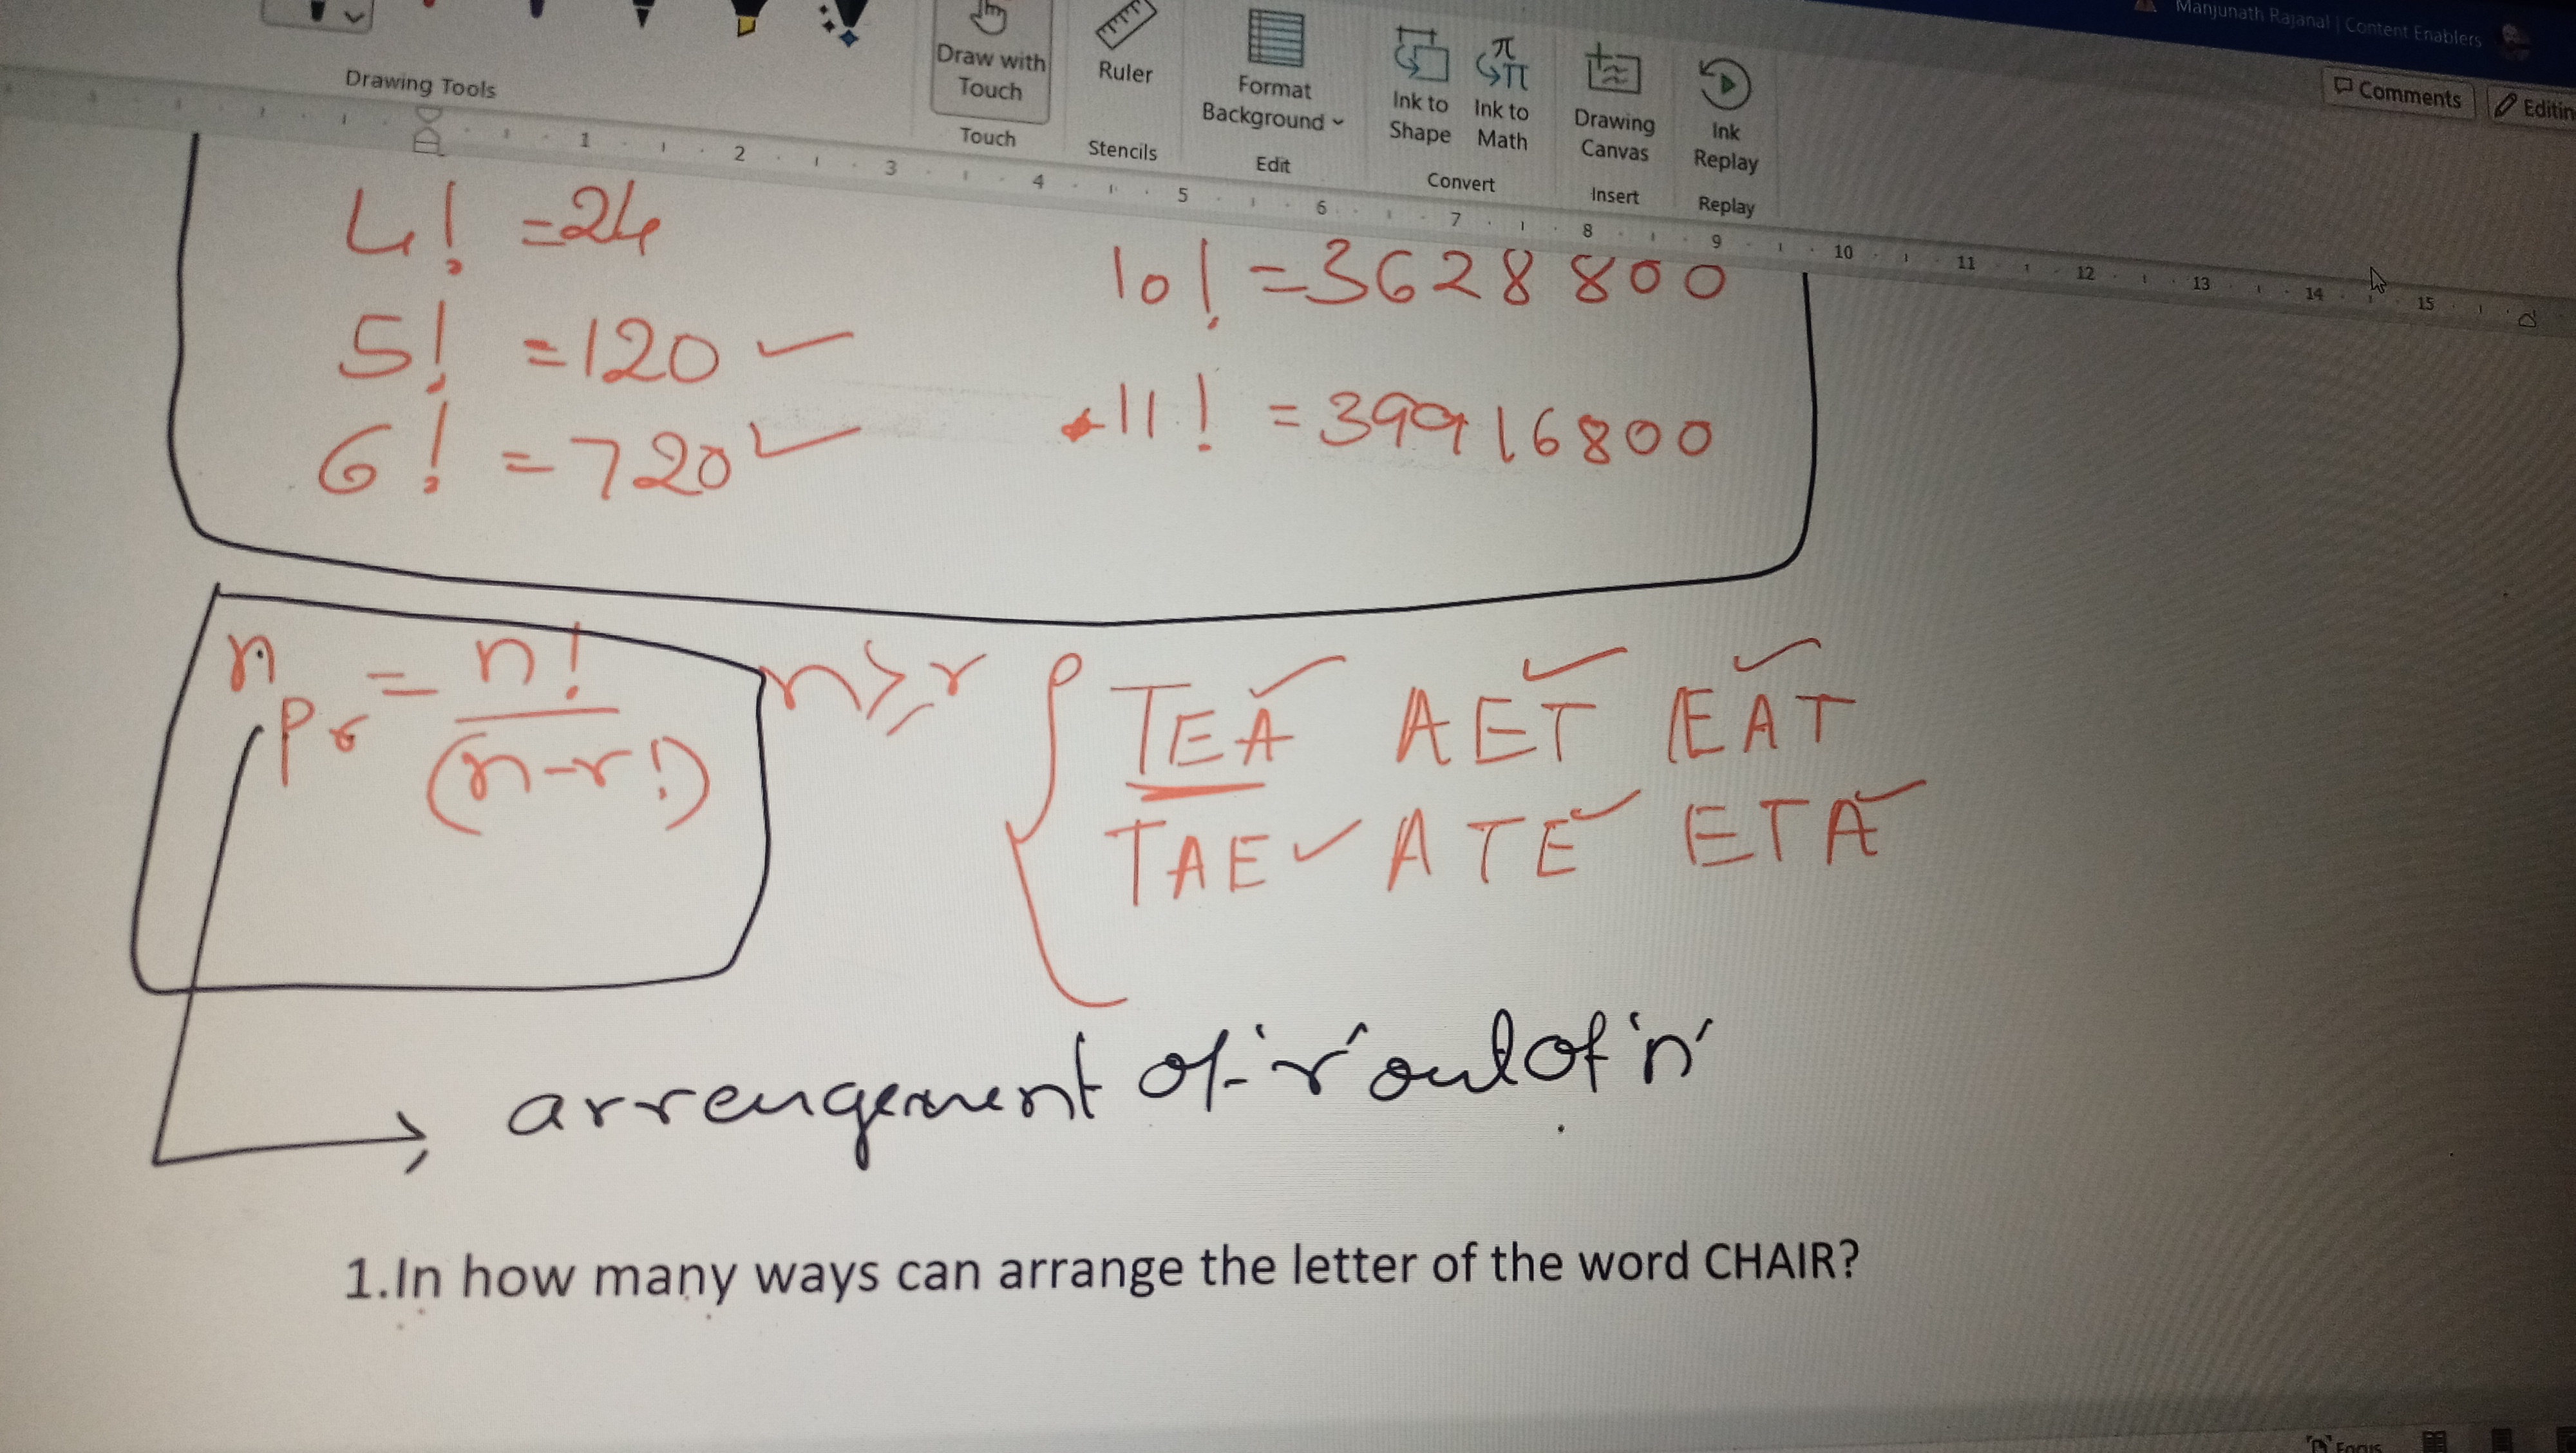 Manjunath Rajanal | Content Enablers
Comments
Editin
Drawing Tools
Draw with Touch
Ruler
Format Background
Ink to Shape
Ink to Math
Drawing Canvas
Ink Replay
Touch
Stencils
Edit
Convert
Insert
Replay
1 2 3 4 5 6 7 8 9 10 11 12 13 14 15
4! = 24
10! = 3628800
5! = 120 ✓
11! = 39916800
6! = 720 ✓
nPr = n!
(n-r!)
n ≥ r
TEA ✓ AET ✓ EAT ✓
TAE ✓ ATE ✓ ETA ✓
arrengement of 'r' out of 'n'
1.In how many ways can arrange the letter of the word CHAIR?
Focus